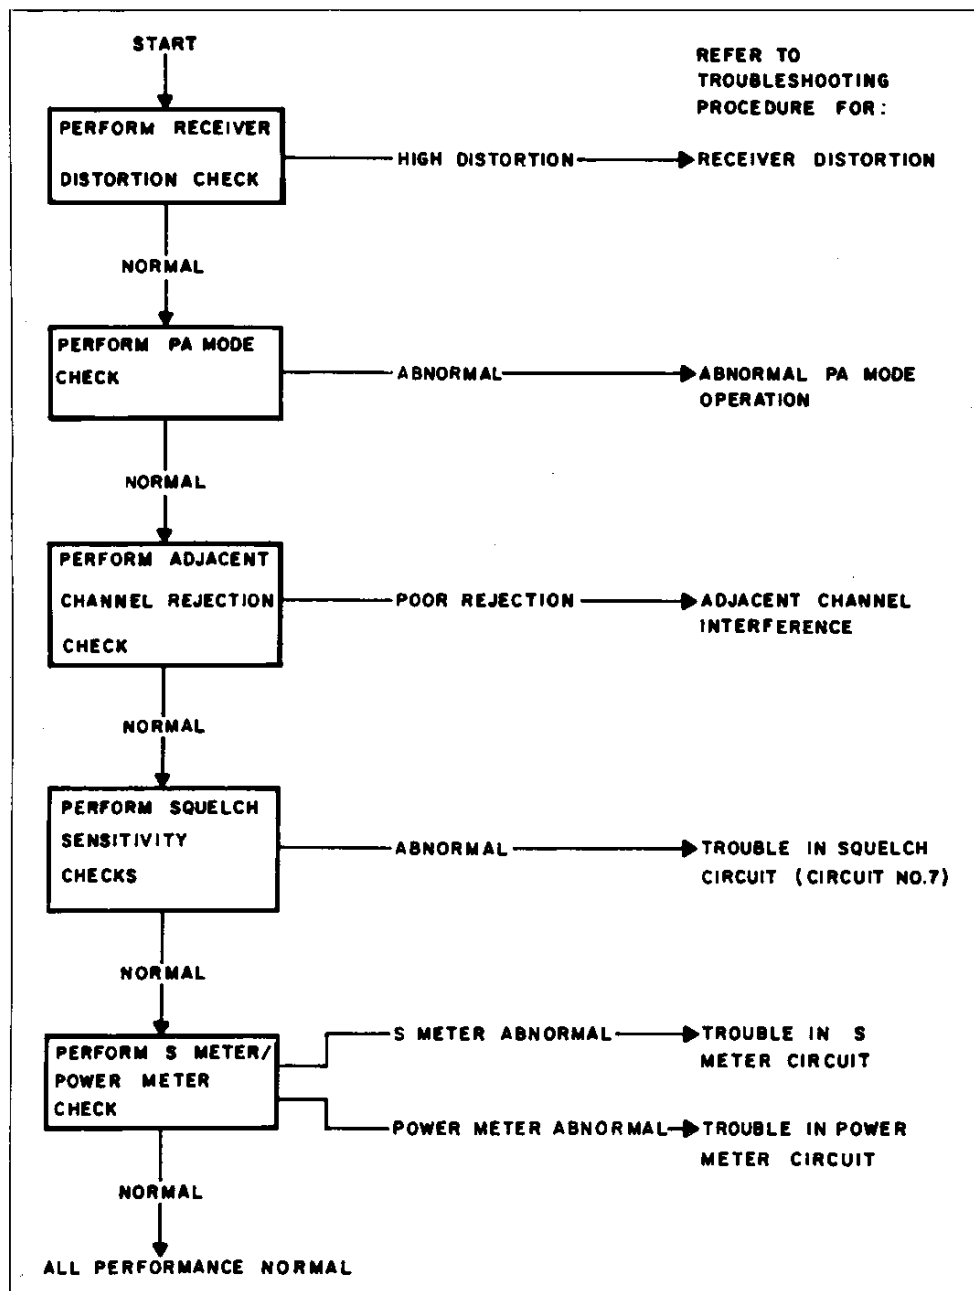 START
REFER TO
TROUBLESHOOTING
PROCEDURE FOR:
PERFORM RECEIVER
DISTORTION CHECK
HIGH DISTORTION
RECEIVER DISTORTION
NORMAL
PERFORM PA MODE
CHECK
ABNORMAL
ABNORMAL PA MODE
OPERATION
NORMAL
PERFORM ADJACENT
CHANNEL REJECTION
CHECK
POOR REJECTION
ADJACENT CHANNEL
INTERFERENCE
NORMAL
PERFORM SQUELCH
SENSITIVITY
CHECKS
ABNORMAL
TROUBLE IN SQUELCH
CIRCUIT (CIRCUIT NO.7)
NORMAL
PERFORM S METER/
POWER METER
CHECK
S METER ABNORMAL
TROUBLE IN S
METER CIRCUIT
POWER METER ABNORMAL
TROUBLE IN POWER
METER CIRCUIT
NORMAL
ALL PERFORMANCE NORMAL